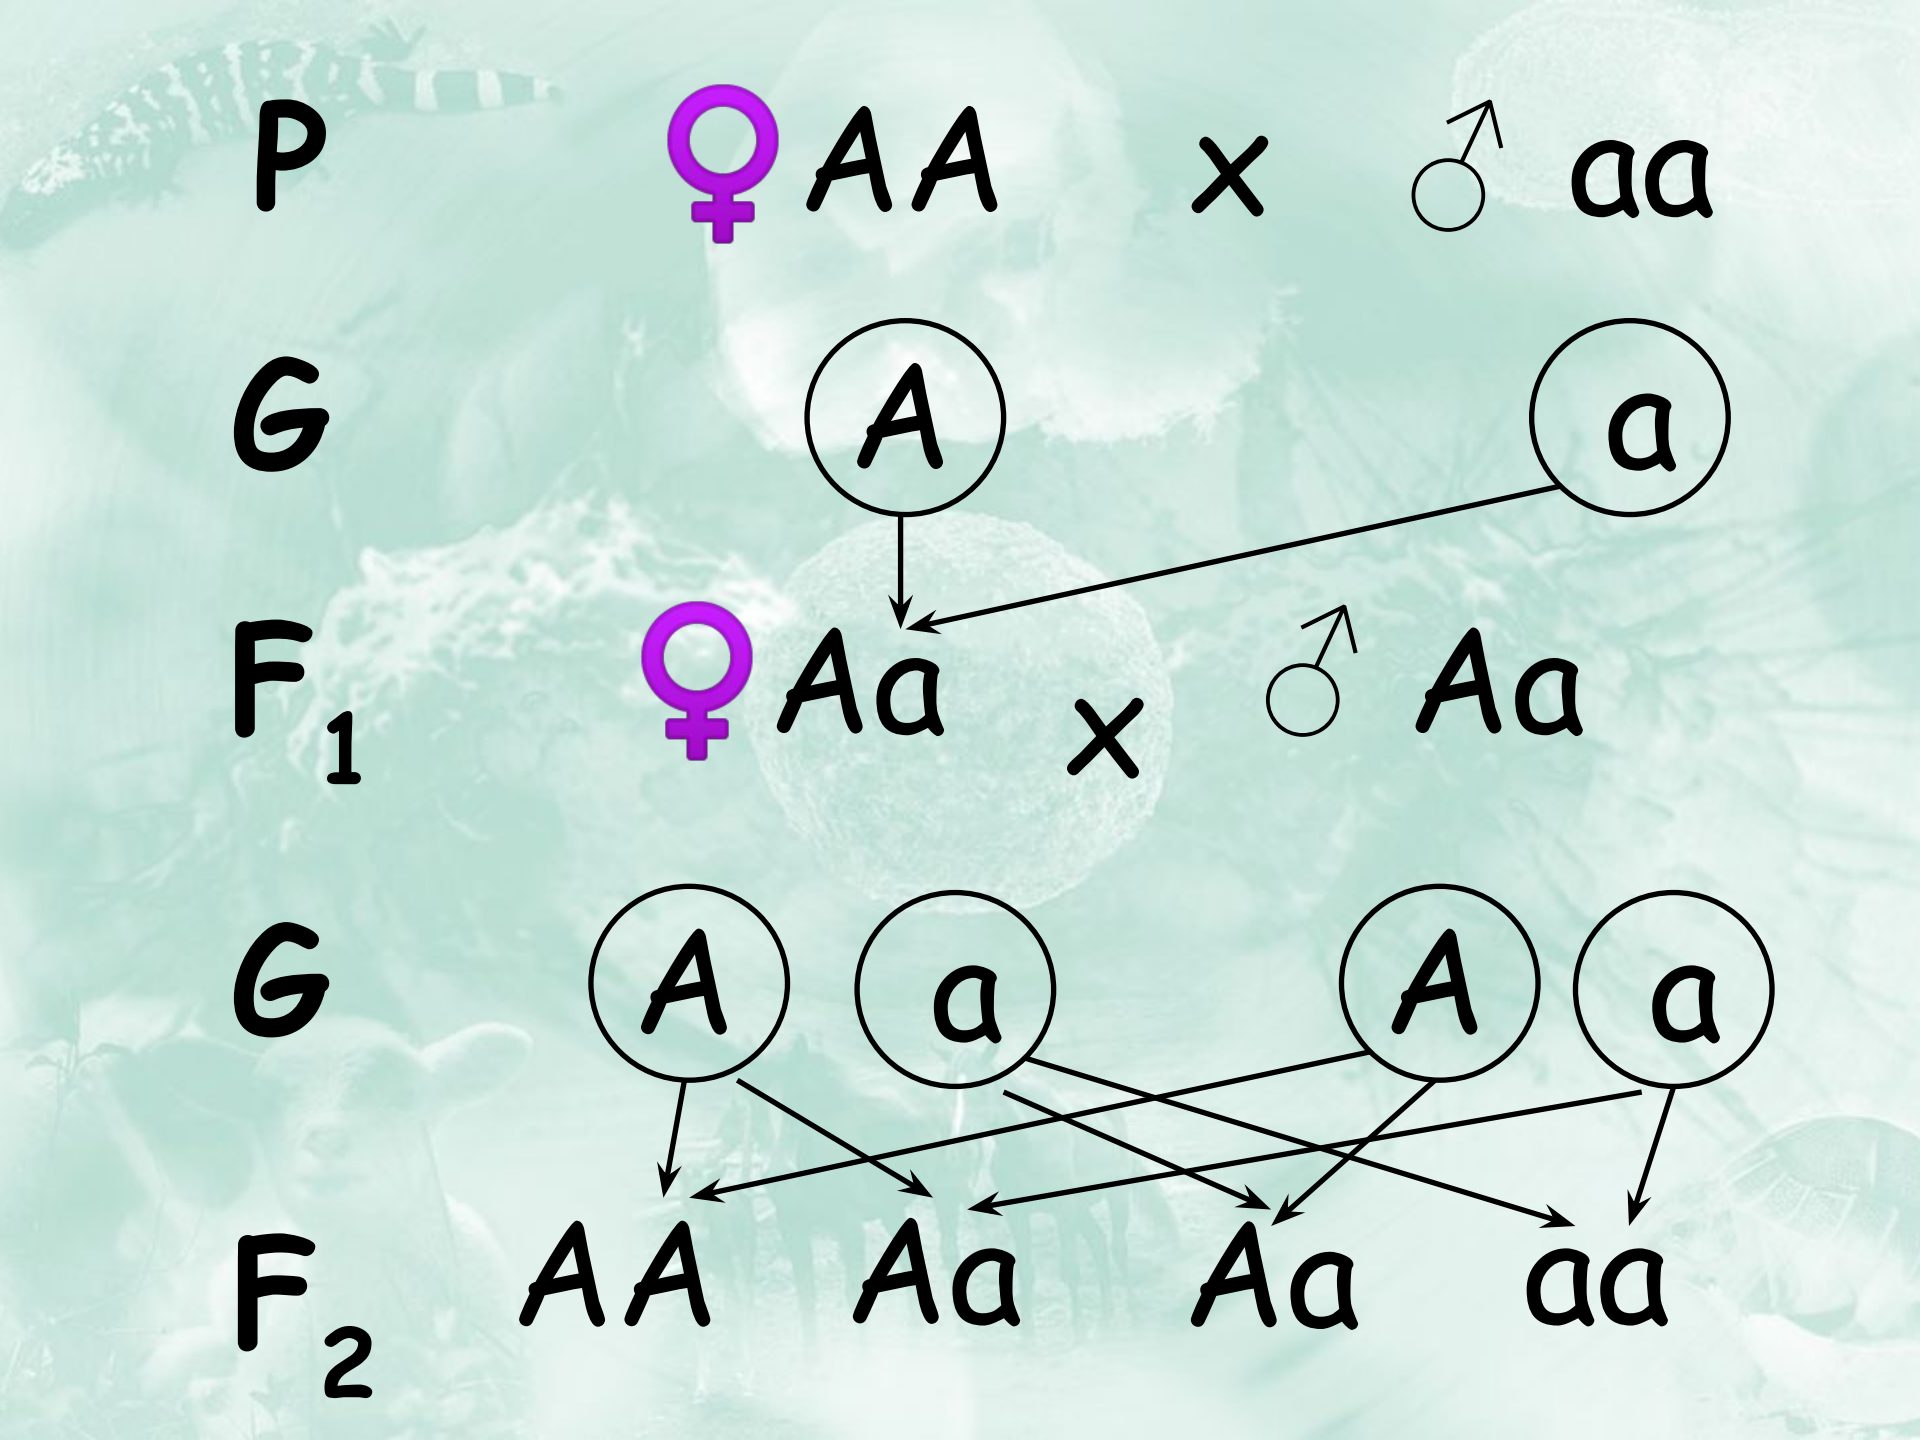 P ♀ AA x ♂ aa
G A a
F1 ♀ Aa x ♂ Aa
G A a A a
F2 AA Aa Aa aa